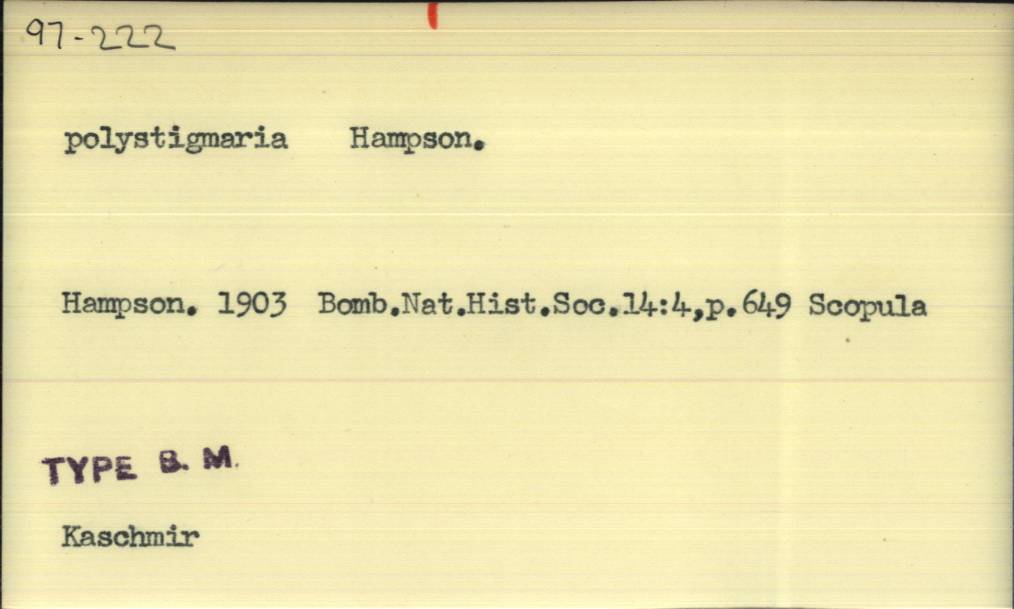 97-222
polystigmaria Hampson.
Hampson. 1903 Bomb.Nat.Hist.Soc.14:4,p.649 Scopula
TYPE B. M.
Kaschmir